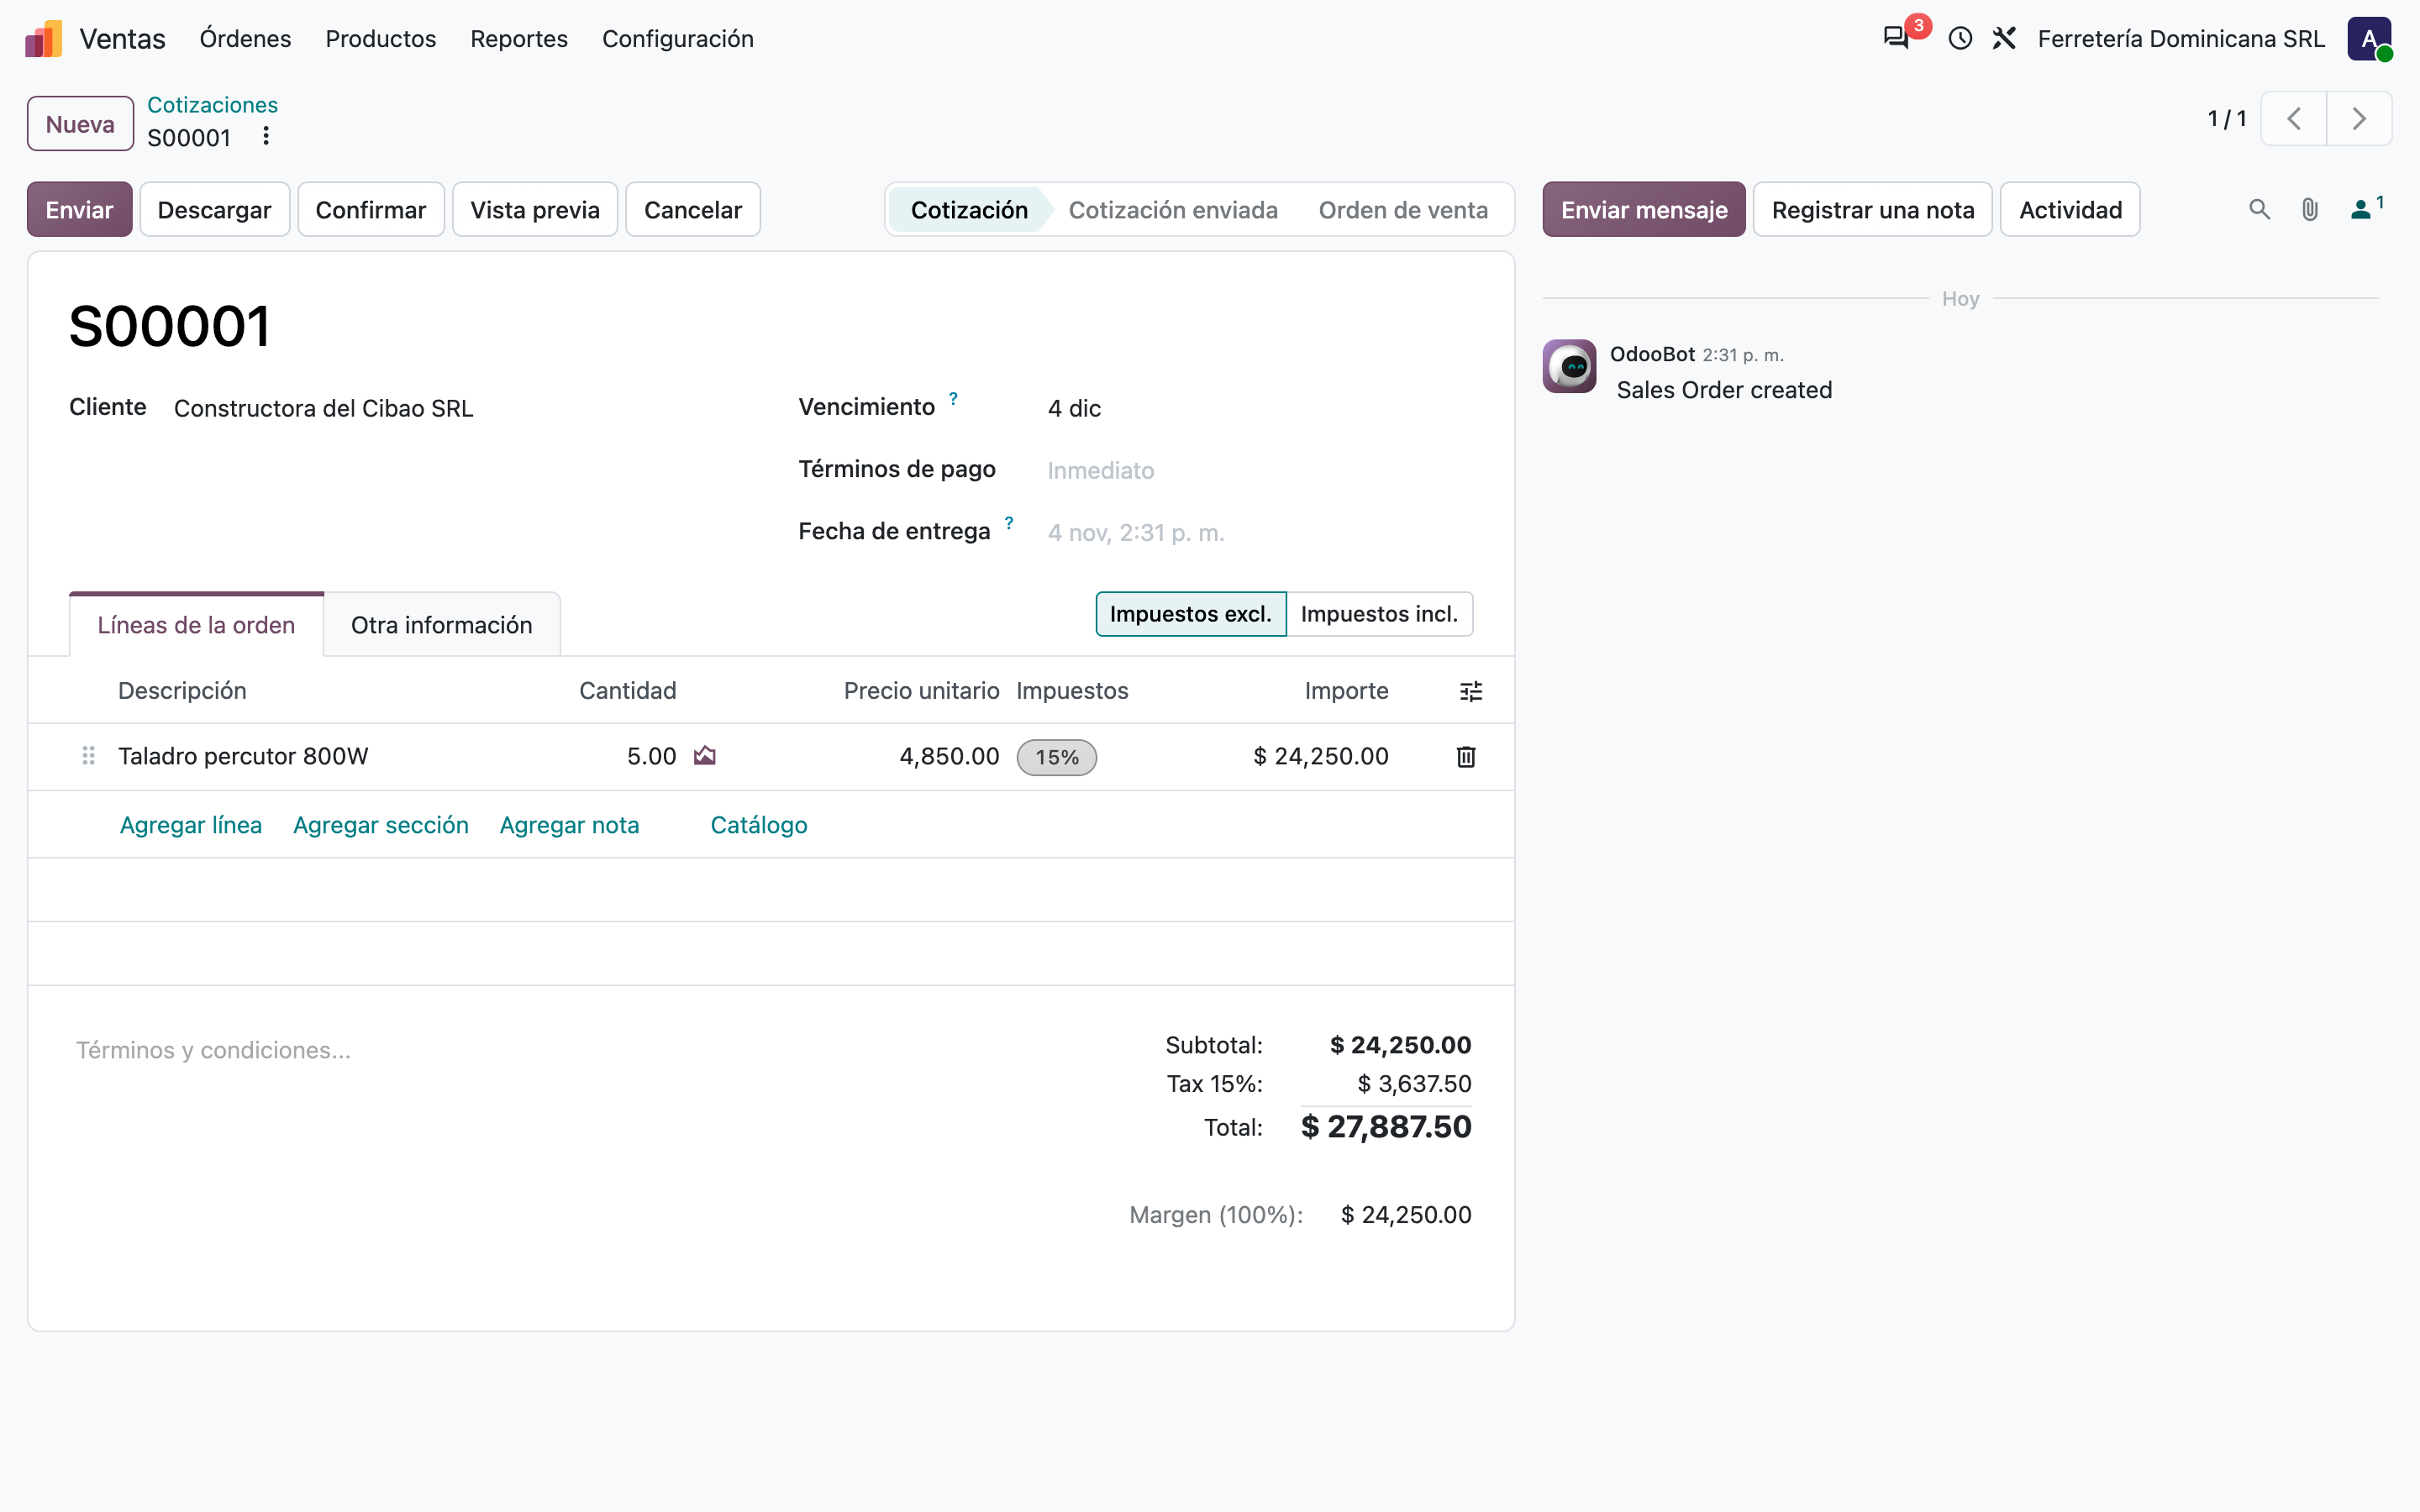 Ventas Órdenes Productos Reportes Configuración 3 Ferretería Dominicana SRL A
Nueva Cotizaciones
S00001
1 / 1
Enviar Descargar Confirmar Vista previa Cancelar Cotización Cotización enviada Orden de venta Enviar mensaje Registrar una nota Actividad 1
Hoy
S00001
OdooBot 2:31 p. m.
Sales Order created
Cliente Constructora del Cibao SRL
Vencimiento ? 4 dic
Términos de pago Inmediato
Fecha de entrega ? 4 nov, 2:31 p. m.
Líneas de la orden Otra información Impuestos excl. Impuestos incl.
Descripción Cantidad Precio unitario Impuestos Importe
Taladro percutor 800W 5.00 4,850.00 15% $ 24,250.00
Agregar línea Agregar sección Agregar nota Catálogo
Términos y condiciones...
Subtotal: $ 24,250.00
Tax 15%: $ 3,637.50
Total: $ 27,887.50
Margen (100%): $ 24,250.00